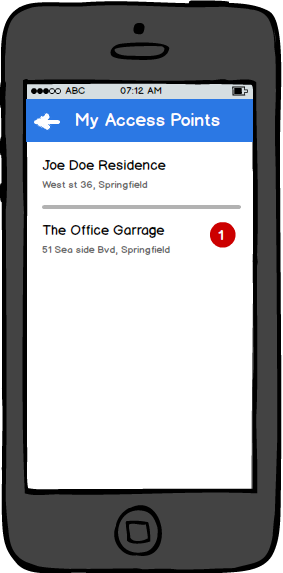 ABC 07:12 AM
My Access Points
Joe Doe Residence
West st 36, Springfield
The Office Garrage
1
51 Sea side Bvd, Springfield